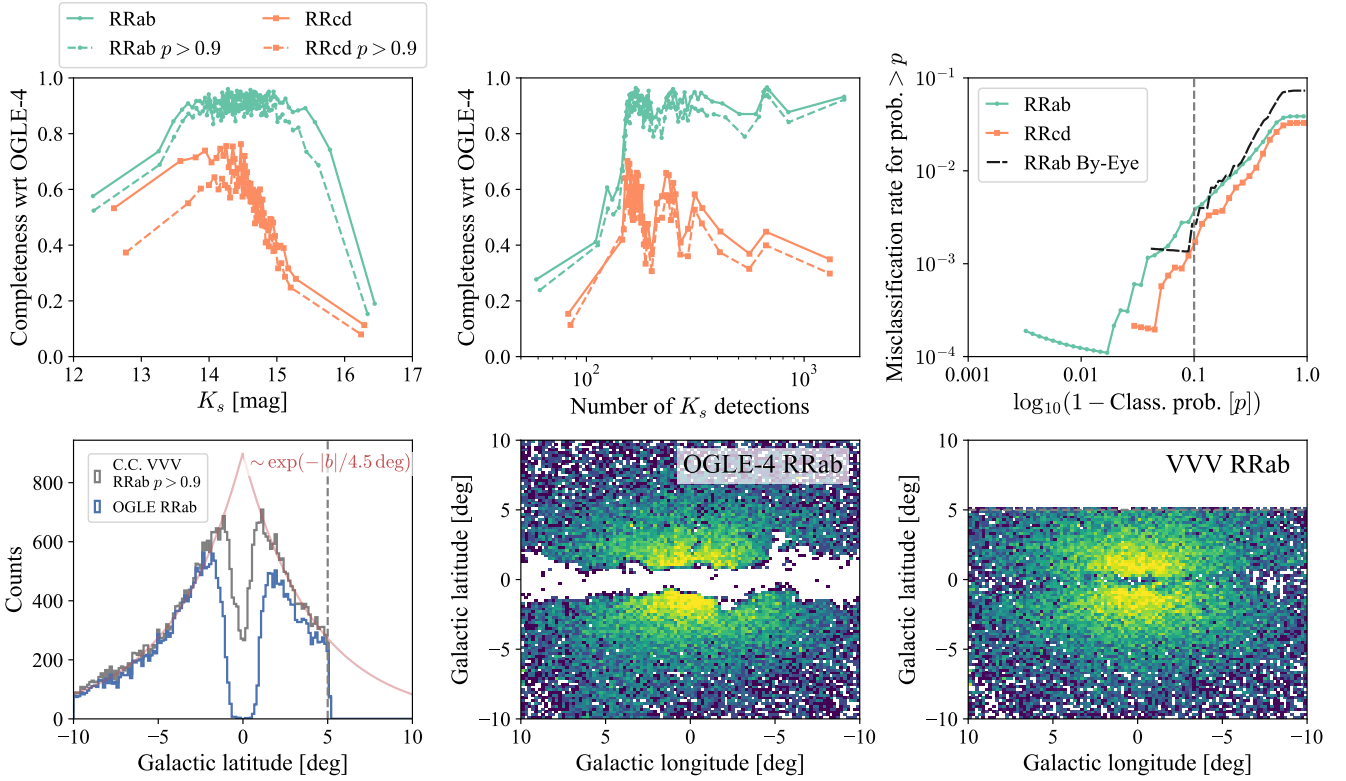 RRab
RRab p > 0.9
RRcd
RRcd p > 0.9
Completeness wrt OGLE-4
1.0
0.8
0.6
0.4
0.2
0.0
12 13 14 15 16 17
K_s [mag]
Completeness wrt OGLE-4
1.0
0.8
0.6
0.4
0.2
0.0
10² 10³
Number of K_s detections
Misclassification rate for prob. > p
10⁻¹
10⁻²
10⁻³
10⁻⁴
RRab
RRcd
RRab By-Eye
0.001 0.01 0.1 1.0
log₁₀(1 − Class. prob. [p])
Counts
800
600
400
200
0
C.C. VVV
RRab p > 0.9
OGLE RRab
~ exp(−|b|/4.5 deg)
−10 −5 0 5 10
Galactic latitude [deg]
Galactic latitude [deg]
10
5
0
−5
−10
OGLE-4 RRab
10 5 0 −5 −10
Galactic longitude [deg]
Galactic latitude [deg]
10
5
0
−5
−10
VVV RRab
10 5 0 −5 −10
Galactic longitude [deg]